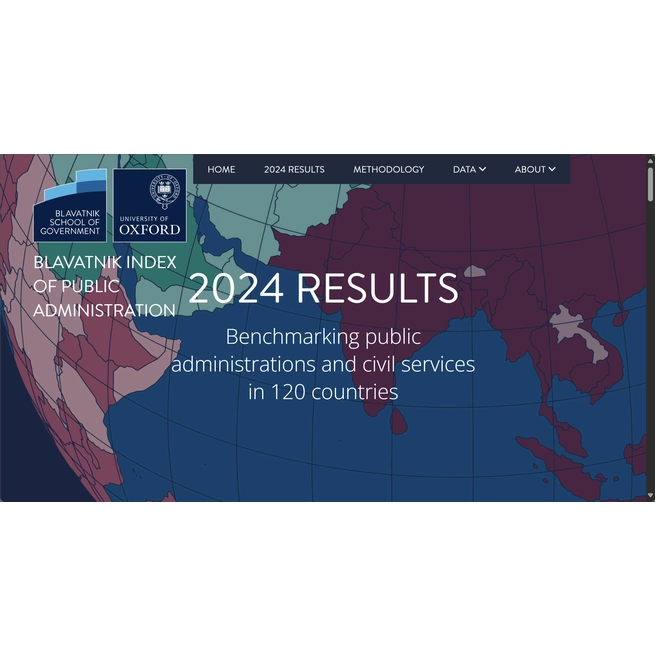 HOME 2024 RESULTS METHODOLOGY DATA ABOUT
BLAVATNIK
SCHOOL OF
GOVERNMENT
UNIVERSITY OF
OXFORD
BLAVATNIK INDEX
OF PUBLIC
ADMINISTRATION
2024 RESULTS
Benchmarking public
administrations and civil services
in 120 countries